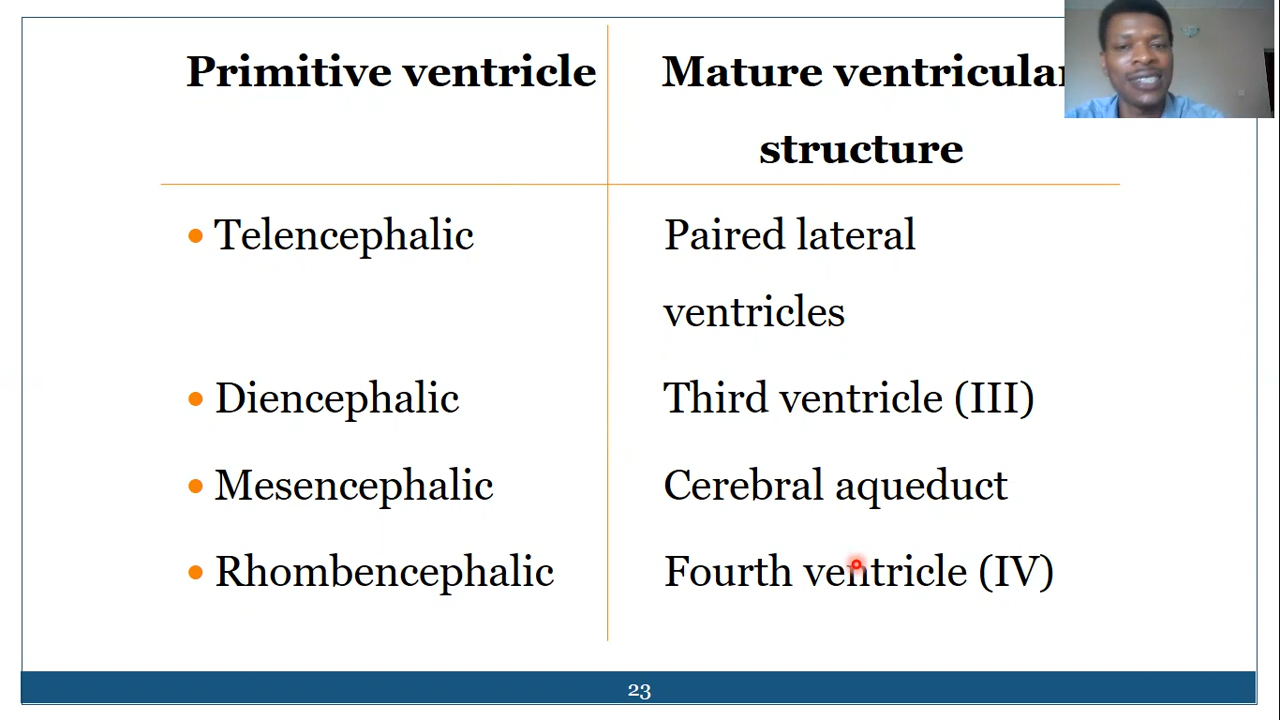 Primitive ventricle
Mature ventricular
structure
Telencephalic
Paired lateral
ventricles
Diencephalic
Third ventricle (III)
Mesencephalic
Cerebral aqueduct
Rhombencephalic
Fourth ventricle (IV)
23